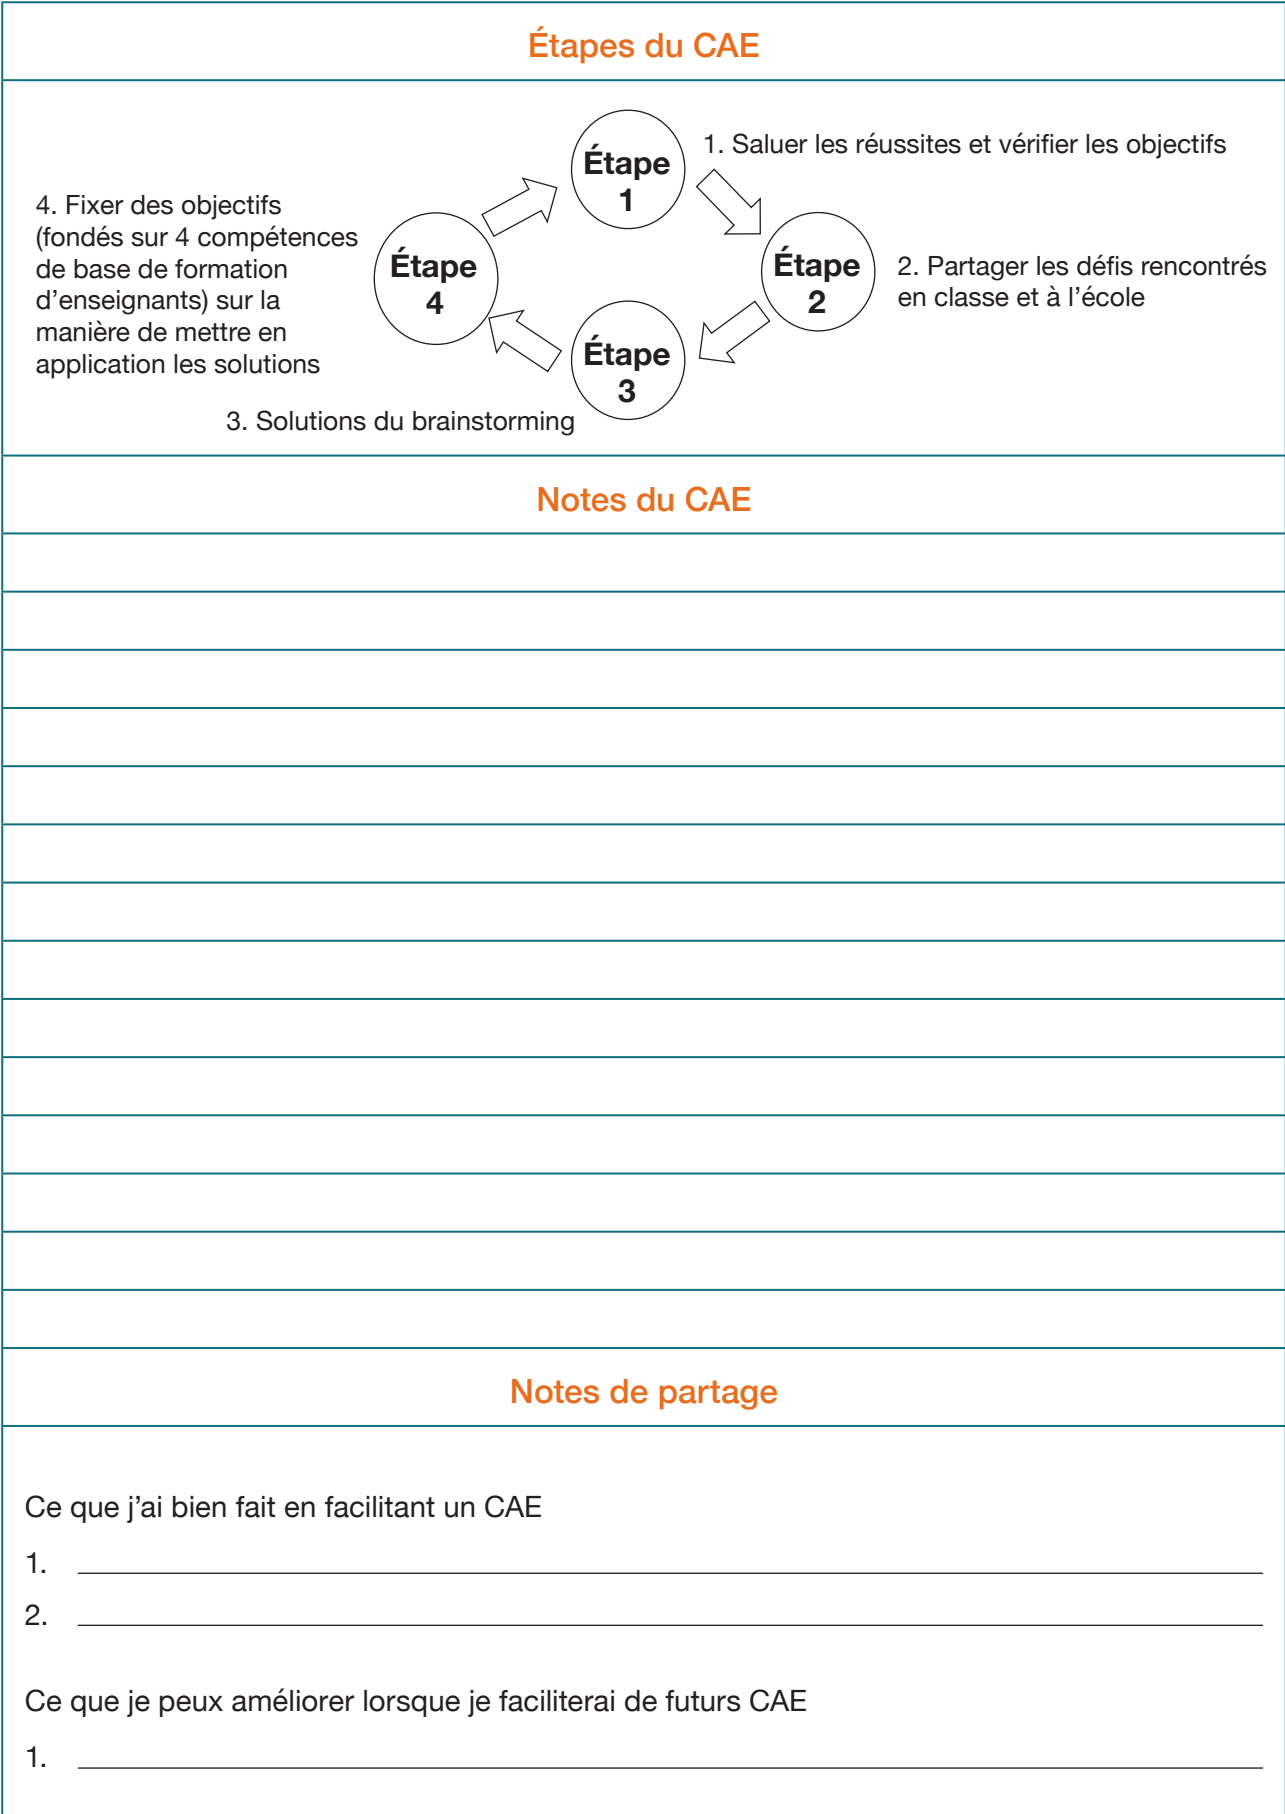 Étapes du CAE
Étape
1
1. Saluer les réussites et vérifier les objectifs
Étape
2
2. Partager les défis rencontrés
en classe et à l’école
Étape
3
3. Solutions du brainstorming
Étape
4
4. Fixer des objectifs
(fondés sur 4 compétences
de base de formation
d’enseignants) sur la
manière de mettre en
application les solutions
Notes du CAE
Notes de partage
Ce que j’ai bien fait en facilitant un CAE
1.
2.
Ce que je peux améliorer lorsque je faciliterai de futurs CAE
1.